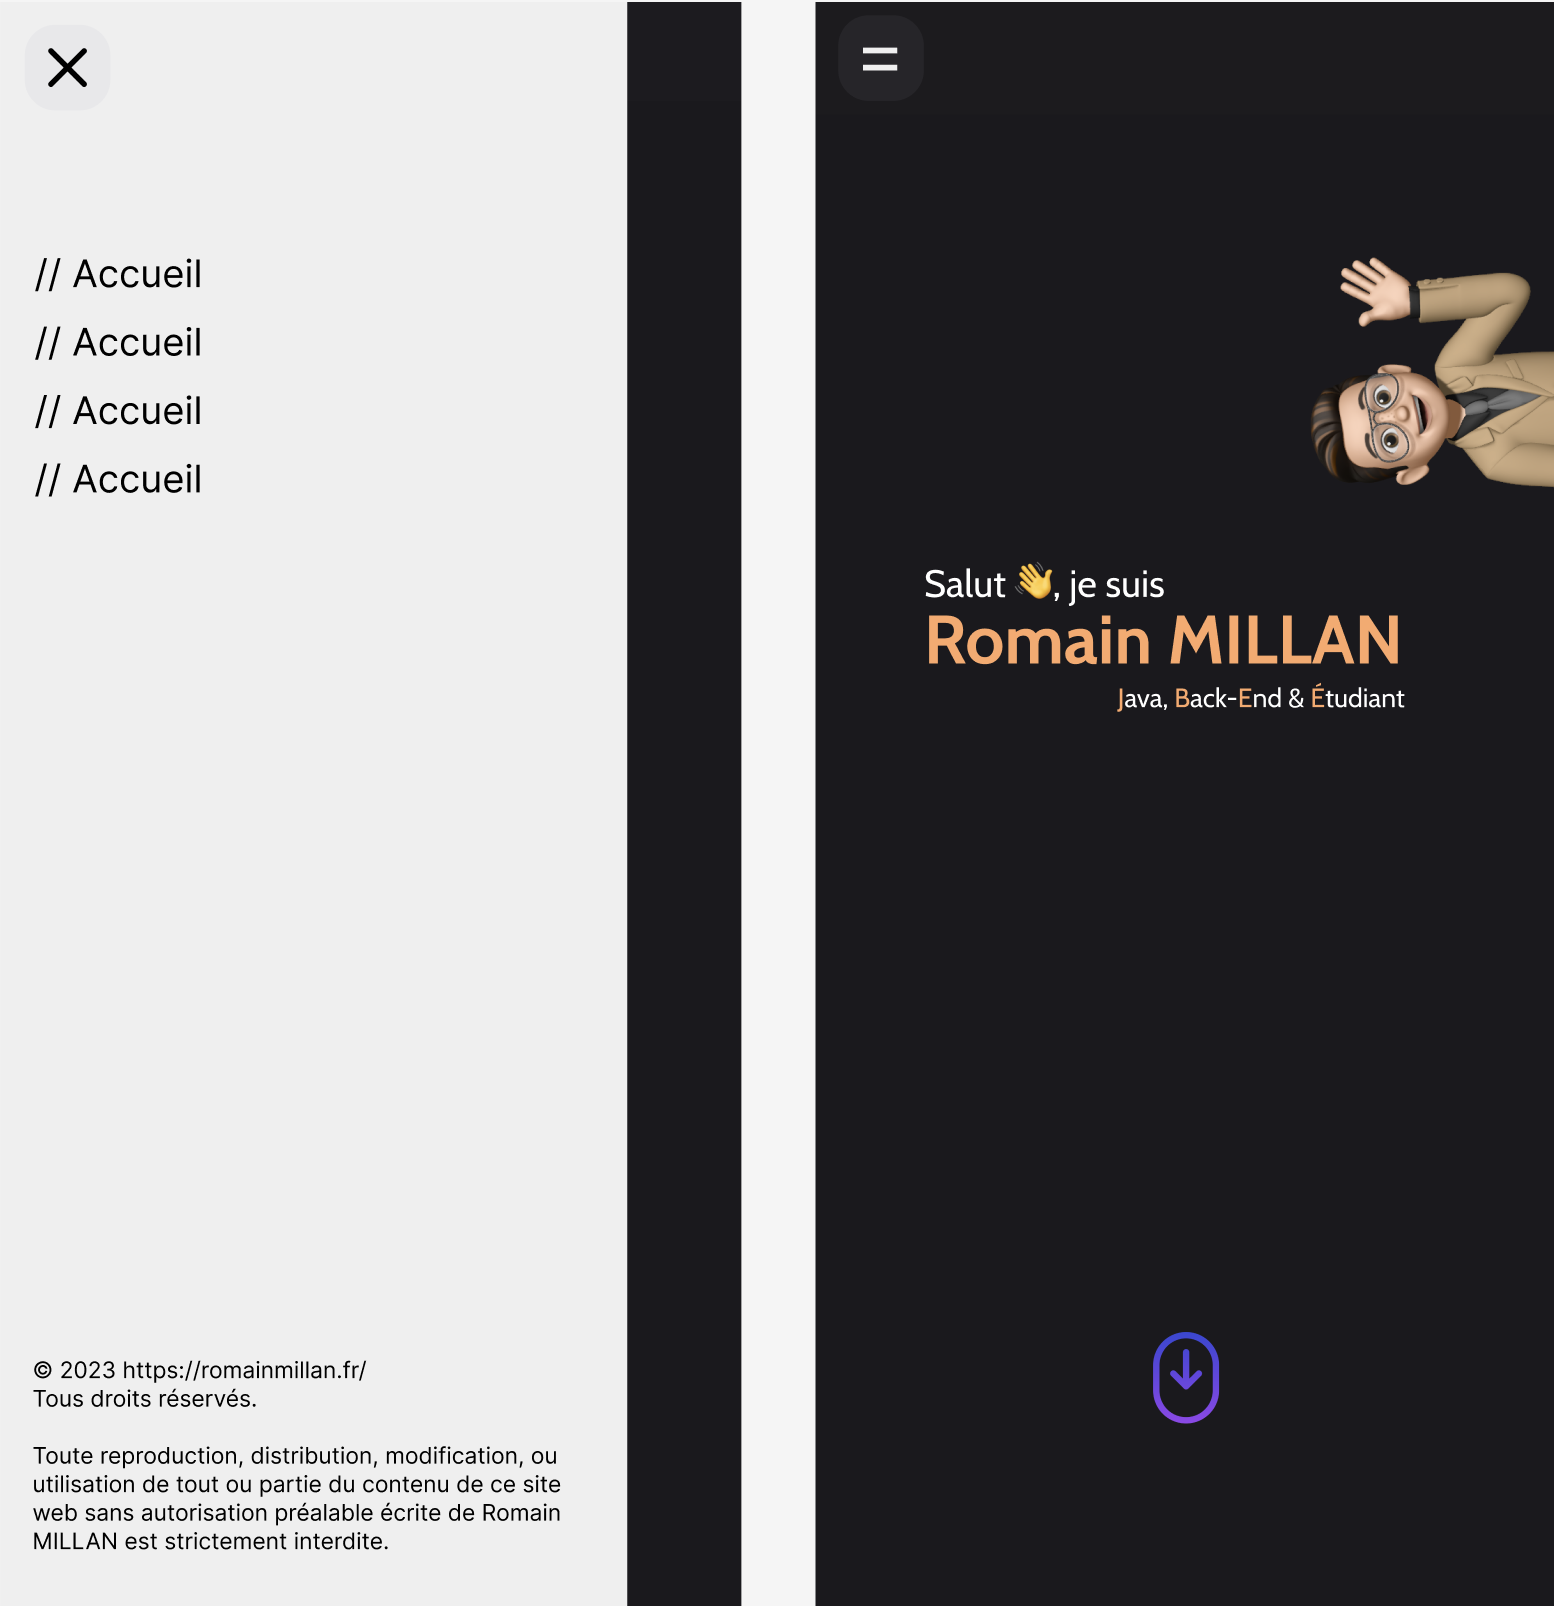 // Accueil
// Accueil
// Accueil
// Accueil
© 2023 https://romainmillan.fr/
Tous droits réservés.
Toute reproduction, distribution, modification, ou
utilisation de tout ou partie du contenu de ce site
web sans autorisation préalable écrite de Romain
MILLAN est strictement interdite.
Salut 👋, je suis
Romain MILLAN
Java, Back-End & Étudiant